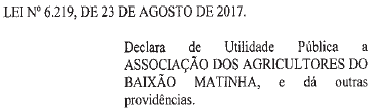 LEI Nº 6.219, DE 23 DE AGOSTO DE 2017.
Declara de Utilidade Pública a
ASSOCIAÇÃO DOS AGRICULTORES DO
BAIXÃO MATINHA, e dá outras
providências.